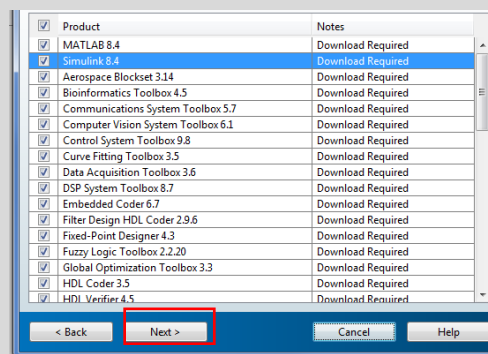 Product Notes
MATLAB 8.4 Download Required
Simulink 8.4 Download Required
Aerospace Blockset 3.14 Download Required
Bioinformatics Toolbox 4.5 Download Required
Communications System Toolbox 5.7 Download Required
Computer Vision System Toolbox 6.1 Download Required
Control System Toolbox 9.8 Download Required
Curve Fitting Toolbox 3.5 Download Required
Data Acquisition Toolbox 3.6 Download Required
DSP System Toolbox 8.7 Download Required
Embedded Coder 6.7 Download Required
Filter Design HDL Coder 2.9.6 Download Required
Fixed-Point Designer 4.3 Download Required
Fuzzy Logic Toolbox 2.2.20 Download Required
Global Optimization Toolbox 3.3 Download Required
HDL Coder 3.5 Download Required
HDL Verifier 4.5 Download Required
< Back Next > Cancel Help